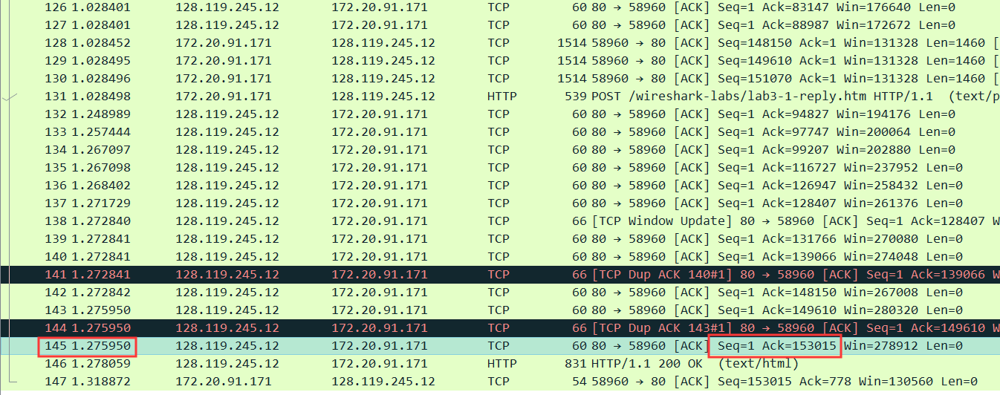 126 1.028401 128.119.245.12 172.20.91.171 TCP 60 80 → 58960 [ACK] Seq=1 Ack=83147 Win=176640 Len=0
127 1.028401 128.119.245.12 172.20.91.171 TCP 60 80 → 58960 [ACK] Seq=1 Ack=88987 Win=172672 Len=0
128 1.028452 172.20.91.171 128.119.245.12 TCP 1514 58960 → 80 [ACK] Seq=148150 Ack=1 Win=131328 Len=1460 [
129 1.028495 172.20.91.171 128.119.245.12 TCP 1514 58960 → 80 [ACK] Seq=149610 Ack=1 Win=131328 Len=1460 [
130 1.028496 172.20.91.171 128.119.245.12 TCP 1514 58960 → 80 [ACK] Seq=151070 Ack=1 Win=131328 Len=1460 [
131 1.028498 172.20.91.171 128.119.245.12 HTTP 539 POST /wireshark-labs/lab3-1-reply.htm HTTP/1.1 (text/p
132 1.248989 128.119.245.12 172.20.91.171 TCP 60 80 → 58960 [ACK] Seq=1 Ack=94827 Win=194176 Len=0
133 1.257444 128.119.245.12 172.20.91.171 TCP 60 80 → 58960 [ACK] Seq=1 Ack=97747 Win=200064 Len=0
134 1.267097 128.119.245.12 172.20.91.171 TCP 60 80 → 58960 [ACK] Seq=1 Ack=99207 Win=202880 Len=0
135 1.267098 128.119.245.12 172.20.91.171 TCP 60 80 → 58960 [ACK] Seq=1 Ack=116727 Win=237952 Len=0
136 1.268402 128.119.245.12 172.20.91.171 TCP 60 80 → 58960 [ACK] Seq=1 Ack=126947 Win=258432 Len=0
137 1.271729 128.119.245.12 172.20.91.171 TCP 60 80 → 58960 [ACK] Seq=1 Ack=128407 Win=261376 Len=0
138 1.272840 128.119.245.12 172.20.91.171 TCP 66 [TCP Window Update] 80 → 58960 [ACK] Seq=1 Ack=128407 W
139 1.272841 128.119.245.12 172.20.91.171 TCP 60 80 → 58960 [ACK] Seq=1 Ack=131766 Win=270080 Len=0
140 1.272841 128.119.245.12 172.20.91.171 TCP 60 80 → 58960 [ACK] Seq=1 Ack=139066 Win=274048 Len=0
141 1.272841 128.119.245.12 172.20.91.171 TCP 66 [TCP Dup ACK 140#1] 80 → 58960 [ACK] Seq=1 Ack=139066 W
142 1.272842 128.119.245.12 172.20.91.171 TCP 60 80 → 58960 [ACK] Seq=1 Ack=148150 Win=267008 Len=0
143 1.275950 128.119.245.12 172.20.91.171 TCP 60 80 → 58960 [ACK] Seq=1 Ack=149610 Win=280320 Len=0
144 1.275950 128.119.245.12 172.20.91.171 TCP 66 [TCP Dup ACK 143#1] 80 → 58960 [ACK] Seq=1 Ack=149610 W
145 1.275950 128.119.245.12 172.20.91.171 TCP 60 80 → 58960 [ACK] Seq=1 Ack=153015 Win=278912 Len=0
146 1.278059 128.119.245.12 172.20.91.171 HTTP 831 HTTP/1.1 200 OK (text/html)
147 1.318872 172.20.91.171 128.119.245.12 TCP 54 58960 → 80 [ACK] Seq=153015 Ack=778 Win=130560 Len=0